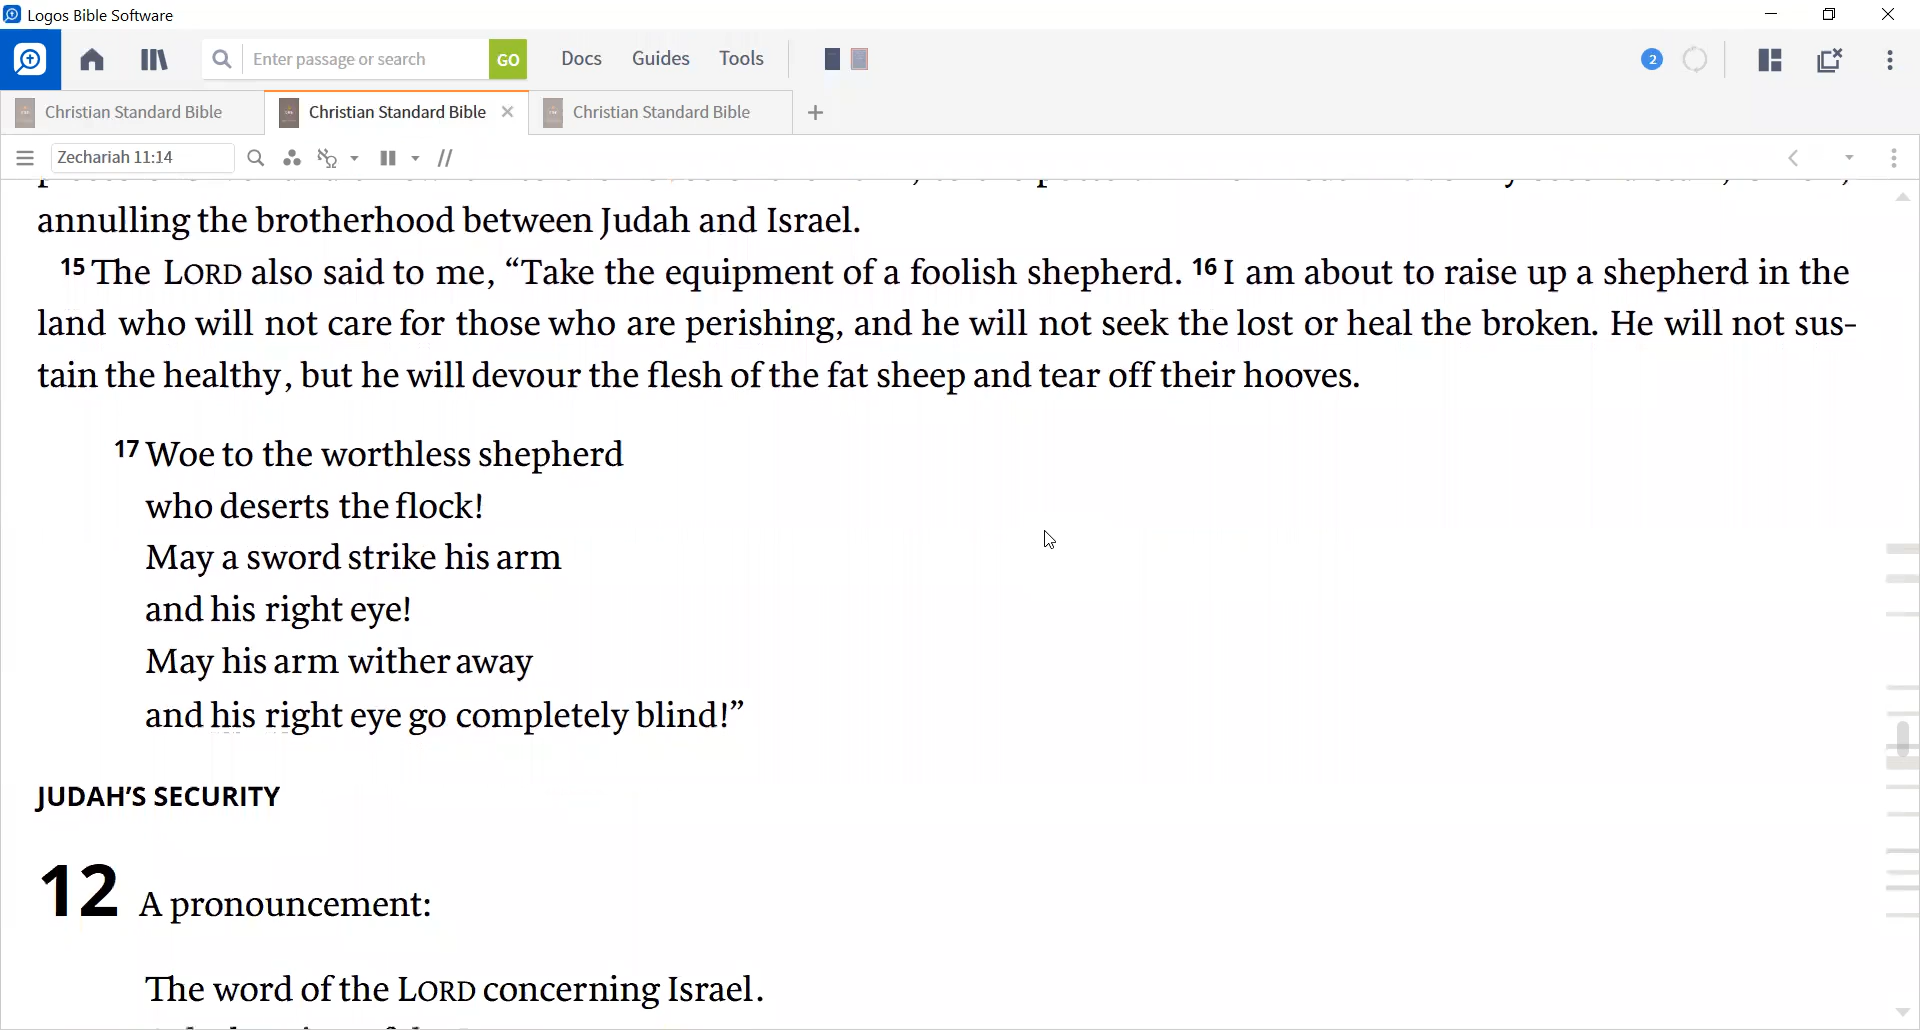 Logos Bible Software
Enter passage or search GO Docs Guides Tools 2
Christian Standard Bible Christian Standard Bible Christian Standard Bible
Zechariah 11:14
annulling the brotherhood between Judah and Israel.
15 The LORD also said to me, “Take the equipment of a foolish shepherd. 16 I am about to raise up a shepherd in the
land who will not care for those who are perishing, and he will not seek the lost or heal the broken. He will not sus-
tain the healthy, but he will devour the flesh of the fat sheep and tear off their hooves.
17 Woe to the worthless shepherd
who deserts the flock!
May a sword strike his arm
and his right eye!
May his arm wither away
and his right eye go completely blind!”
JUDAH’S SECURITY
12 A pronouncement:
The word of the LORD concerning Israel.